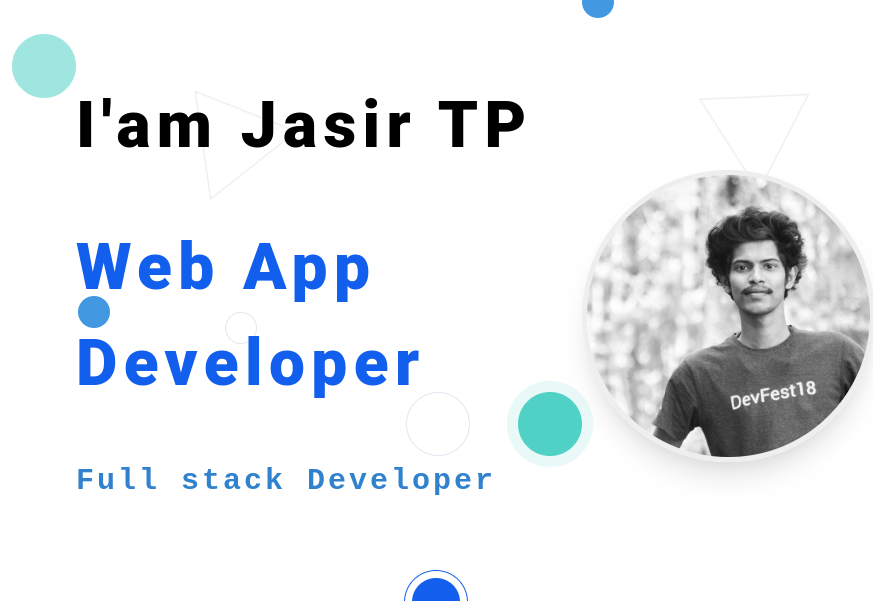 I'am Jasir TP
Web App
Developer
Full stack Developer
DevFest18